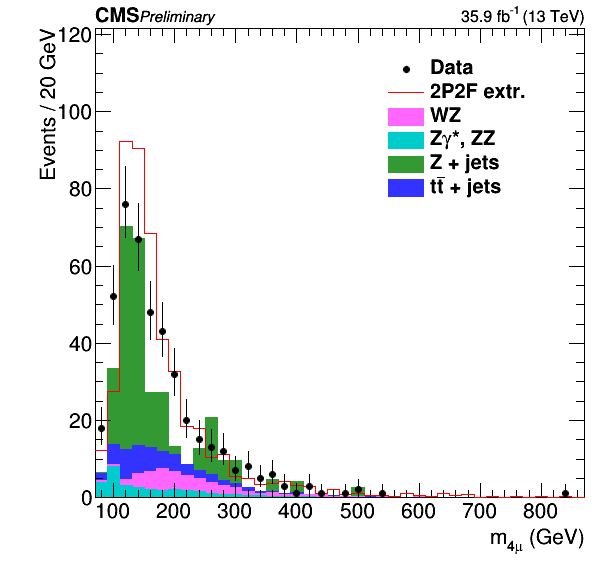 CMS Preliminary 35.9 fb⁻¹ (13 TeV)
Events / 20 GeV
120
100
80
60
40
20
0
Data
2P2F extr.
WZ
Zγ*, ZZ
Z + jets
tt̄ + jets
100 200 300 400 500 600 700 800
m₄μ (GeV)